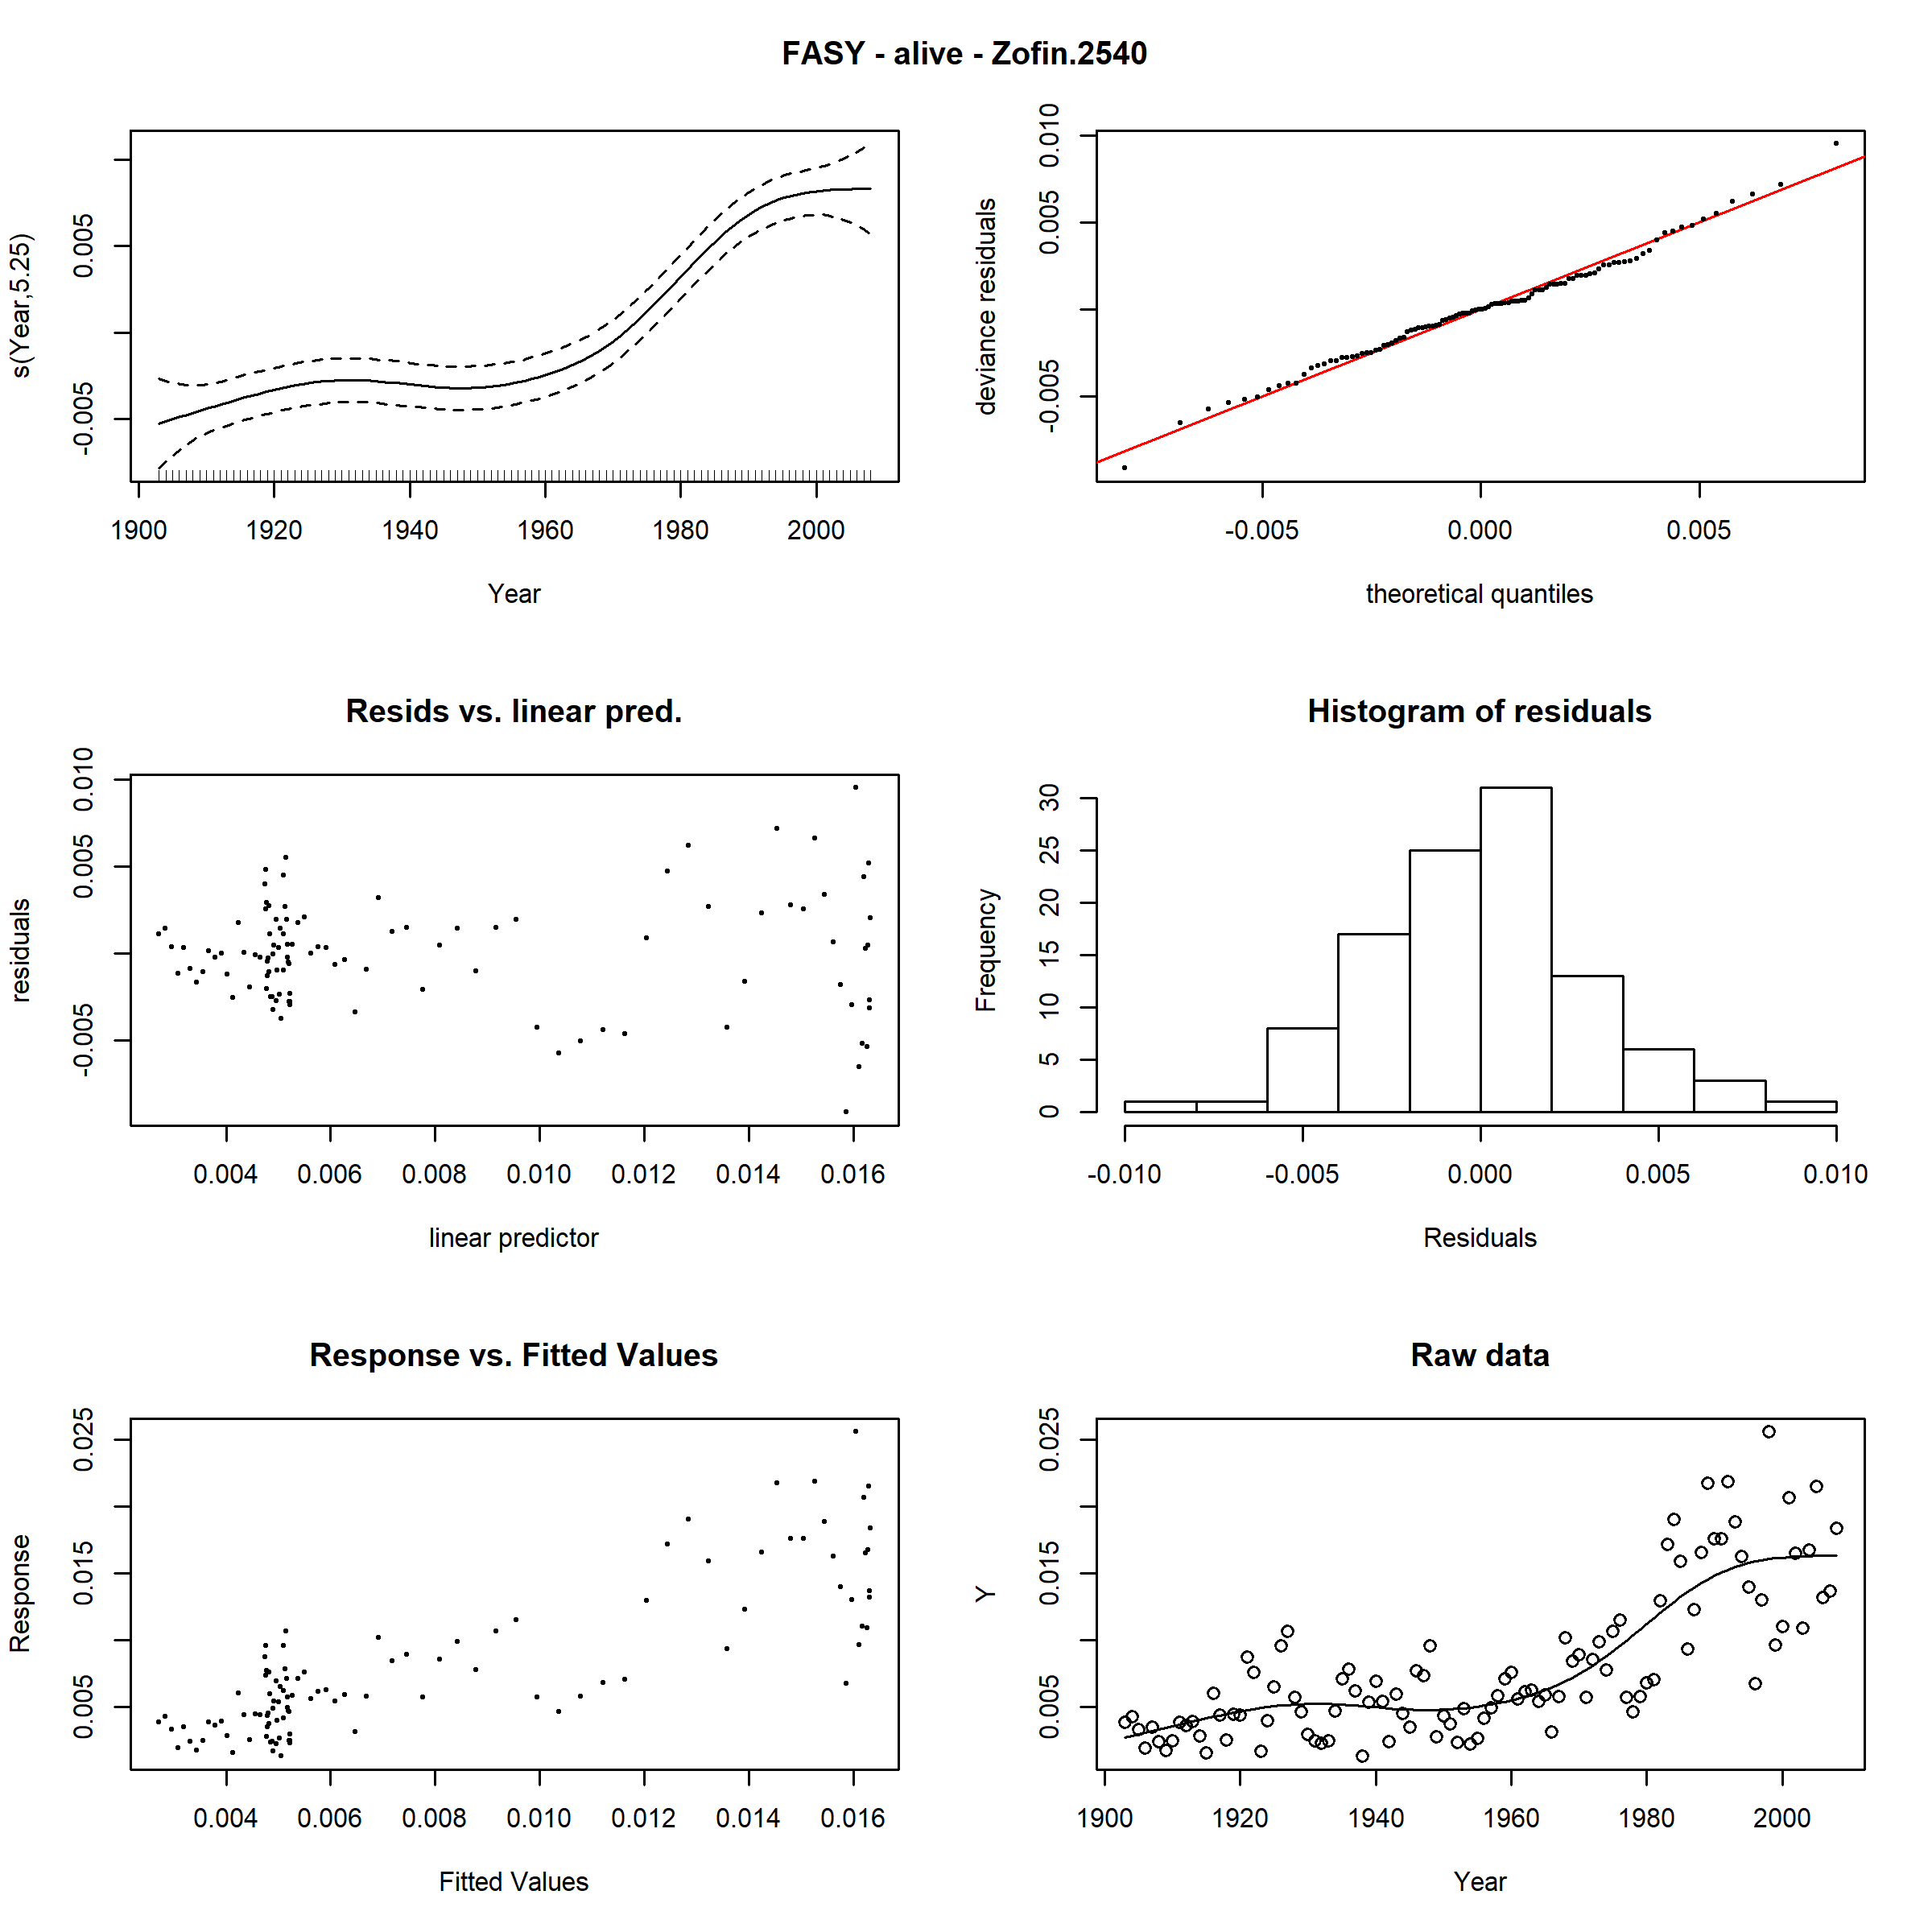 FASY - alive - Zofin.2540
s(Year,5.25)
-0.005
0.005
1900 1920 1940 1960 1980 2000
Year
deviance residuals
-0.005
0.005
0.010
-0.005 0.000 0.005
theoretical quantiles
Resids vs. linear pred.
residuals
-0.005
0.005
0.010
0.004 0.006 0.008 0.010 0.012 0.014 0.016
linear predictor
Histogram of residuals
Frequency
0
5
10
15
20
25
30
-0.010 -0.005 0.000 0.005 0.010
Residuals
Response vs. Fitted Values
Response
0.005
0.015
0.025
0.004 0.006 0.008 0.010 0.012 0.014 0.016
Fitted Values
Raw data
Y
0.005
0.015
0.025
1900 1920 1940 1960 1980 2000
Year